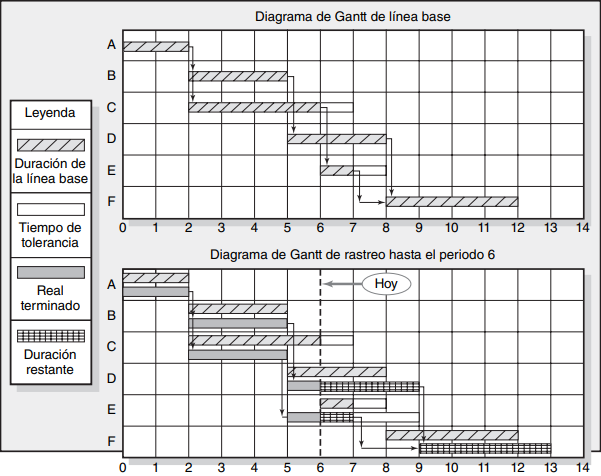 Diagrama de Gantt de línea base
A
B
C
D
E
F
0 1 2 3 4 5 6 7 8 9 10 11 12 13 14
Leyenda
Duración de
la línea base
Tiempo de
tolerancia
Real
terminado
Duración
restante
Diagrama de Gantt de rastreo hasta el periodo 6
Hoy
A
B
C
D
E
F
0 1 2 3 4 5 6 7 8 9 10 11 12 13 14